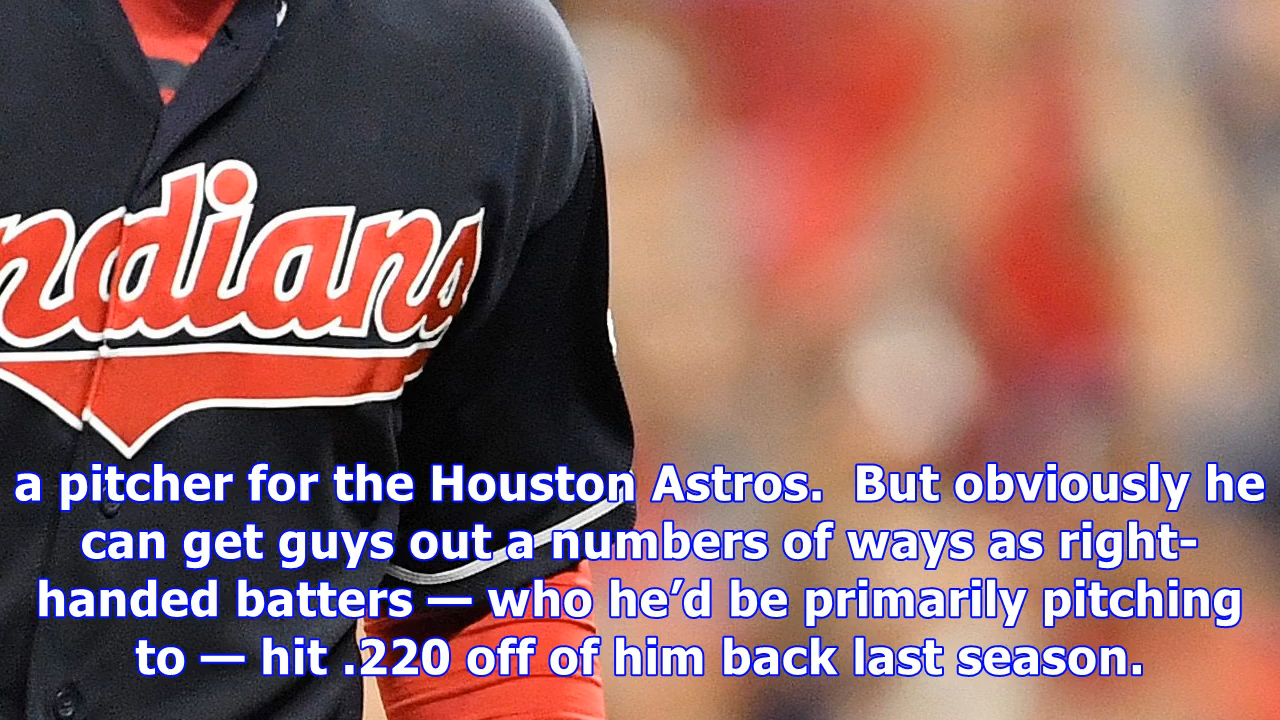 Indians
a pitcher for the Houston Astros.  But obviously he
can get guys out a numbers of ways as right-
handed batters — who he’d be primarily pitching
to — hit .220 off of him back last season.